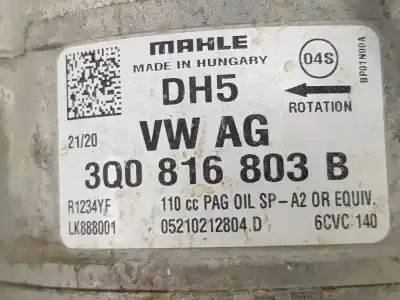 MAHLE
MADE IN HUNGARY
04S
BP01N00A
DH5
ROTATION
21/20
VW AG
3Q0 816 803 B
R1234YF 110 cc PAG OIL SP-A2 OR EQUIV.
LK888001 05210212804.D 6CVC-140